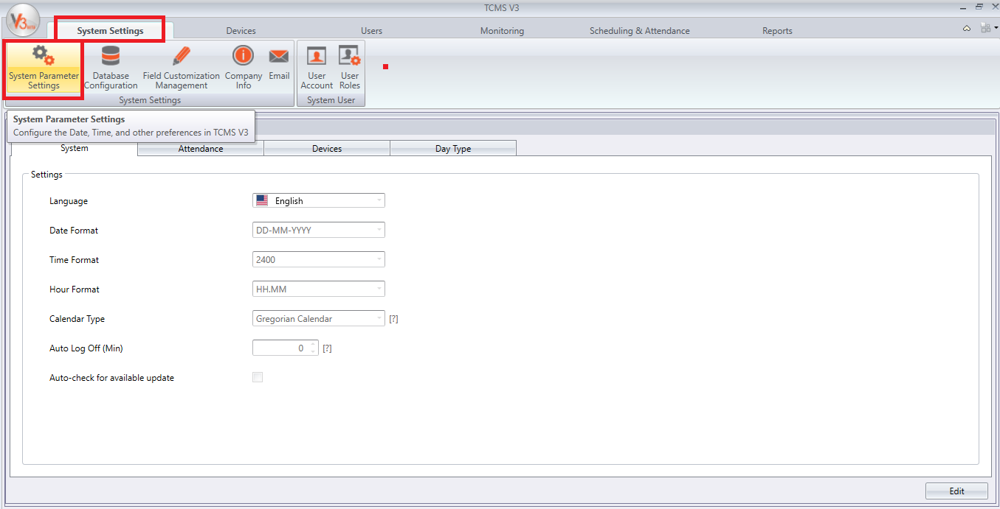 TCMS V3
V3
System Settings
Devices
Users
Monitoring
Scheduling & Attendance
Reports
System Parameter
Settings
Database
Configuration
Field Customization
Management
Company
Info
Email
User
Account
User
Roles
System Settings
System User
System Parameter Settings
Configure the Date, Time, and other preferences in TCMS V3
System
Attendance
Devices
Day Type
Settings
Language
English
Date Format
DD-MM-YYYY
Time Format
2400
Hour Format
HH.MM
Calendar Type
Gregorian Calendar
[?]
Auto Log Off (Min)
0
[?]
Auto-check for available update
Edit